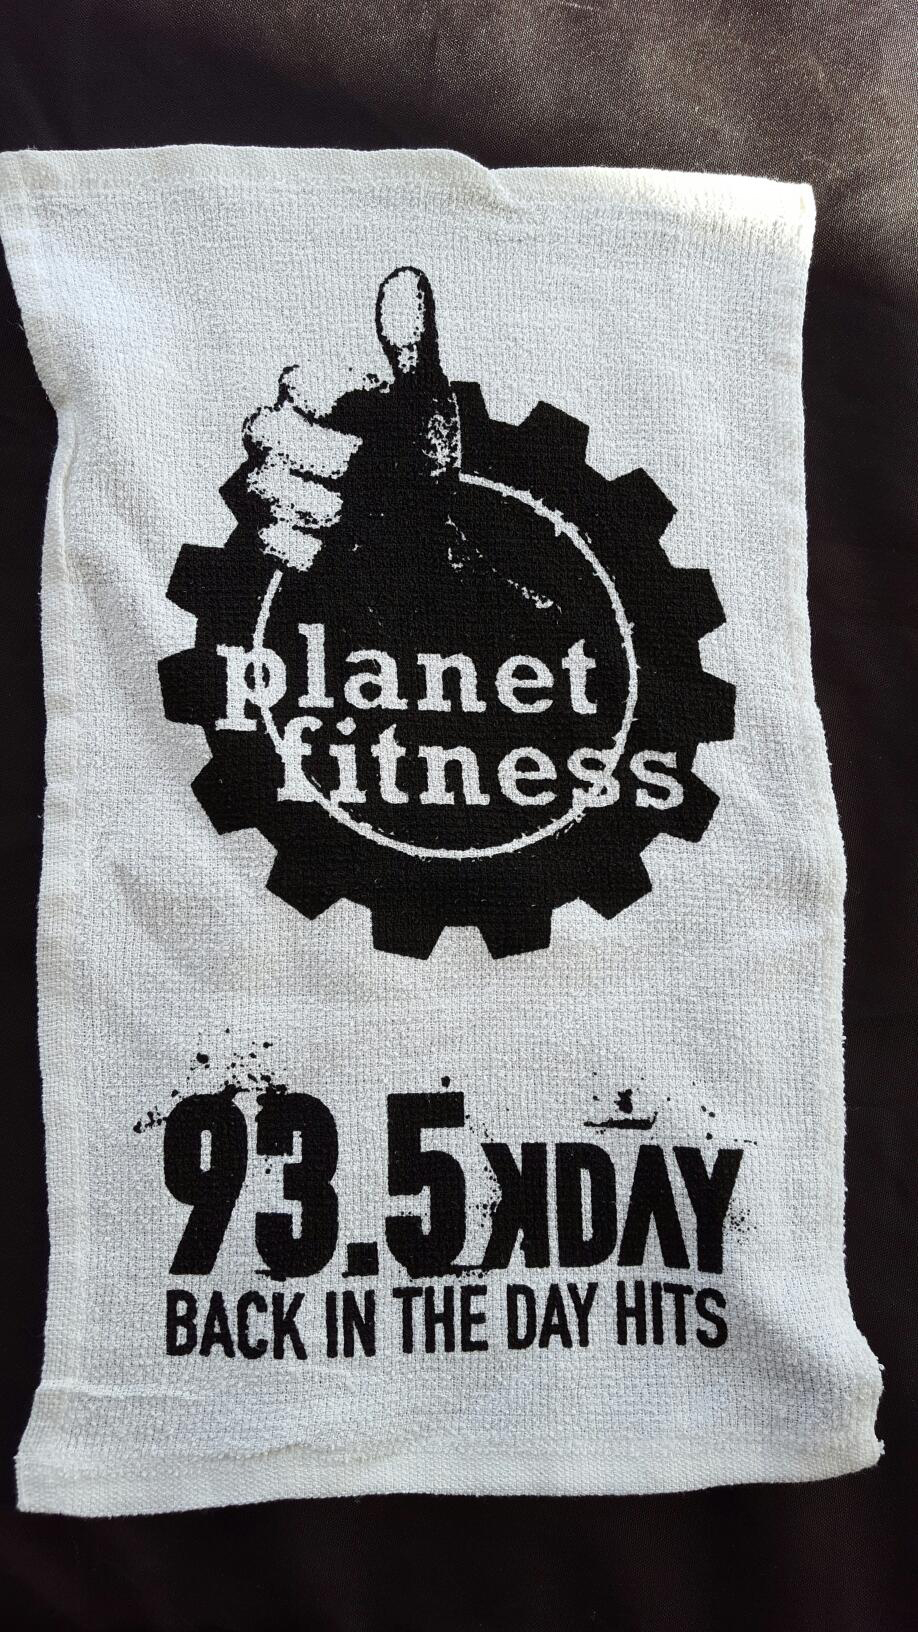 planet
fitness
93.5 KDAY
BACK IN THE DAY HITS